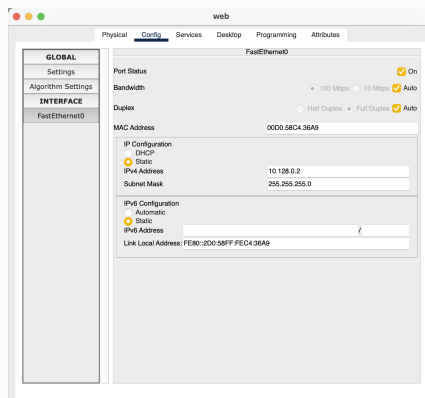 web
Physical Config Services Desktop Programming Attributes
GLOBAL
Settings
Algorithm Settings
INTERFACE
FastEthernet0
FastEthernet0
Port Status On
Bandwidth 100 Mbps 10 Mbps Auto
Duplex Half Duplex Full Duplex Auto
MAC Address 00D0.58C4.36A9
IP Configuration
DHCP
Static
IPv4 Address 10.128.0.2
Subnet Mask 255.255.255.0
IPv6 Configuration
Automatic
Static
IPv6 Address /
Link Local Address: FE80::2D0:58FF:FEC4:36A9